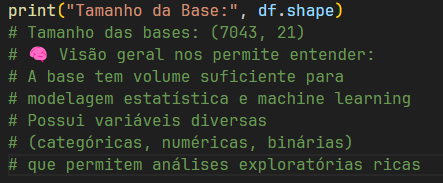 print("Tamanho da Base:", df.shape)
# Tamanho das bases: (7043, 21)
# 🧠 Visão geral nos permite entender:
# A base tem volume suficiente para
# modelagem estatística e machine learning
# Possui variáveis diversas
# (categóricas, numéricas, binárias)
# que permitem análises exploratórias ricas